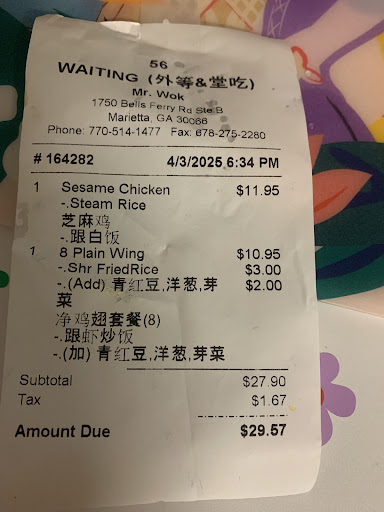 56
WAITING (外等&堂吃)
Mr. Wok
1750 Bells Ferry Rd Ste B
Marietta, GA 30066
Phone: 770-514-1477 Fax: 678-275-2280
# 164282 4/3/2025 6:34 PM
1 Sesame Chicken $11.95
-.Steam Rice
芝麻鸡
-.跟白饭
1 8 Plain Wing $10.95
-.Shr FriedRice $3.00
-.(Add) 青红豆,洋葱,芽 $2.00
菜
净鸡翅套餐(8)
-.跟虾炒饭
-.(加) 青红豆,洋葱,芽菜
Subtotal $27.90
Tax $1.67
Amount Due $29.57